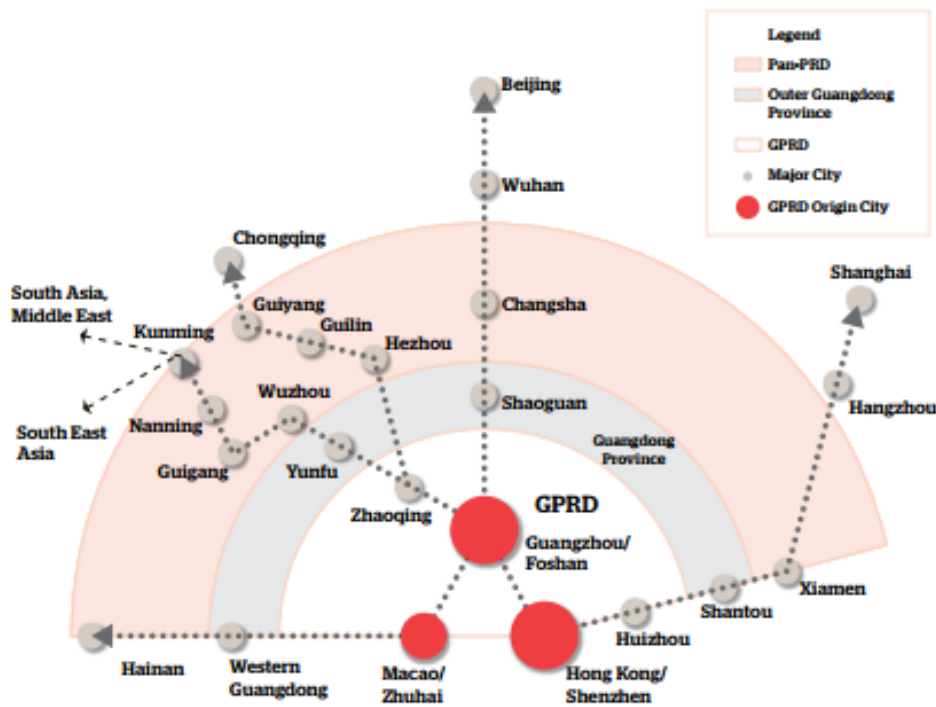 Legend
Pan-PRD
Outer Guangdong
Province
GPRD
Major City
GPRD Origin City
Beijing
Wuhan
Chongqing
Shanghai
South Asia,
Middle East
Guiyang
Changsha
Kunming
Guilin
Hezhou
Wuzhou
Shaoguan
Hangzhou
Nanning
South East
Asia
Guigang
Yunfu
Guangdong
Province
Zhaoqing
GPRD
Guangzhou/
Foshan
Xiamen
Shantou
Huizhou
Hainan
Western
Guangdong
Macao/
Zhuhai
Hong Kong/
Shenzhen